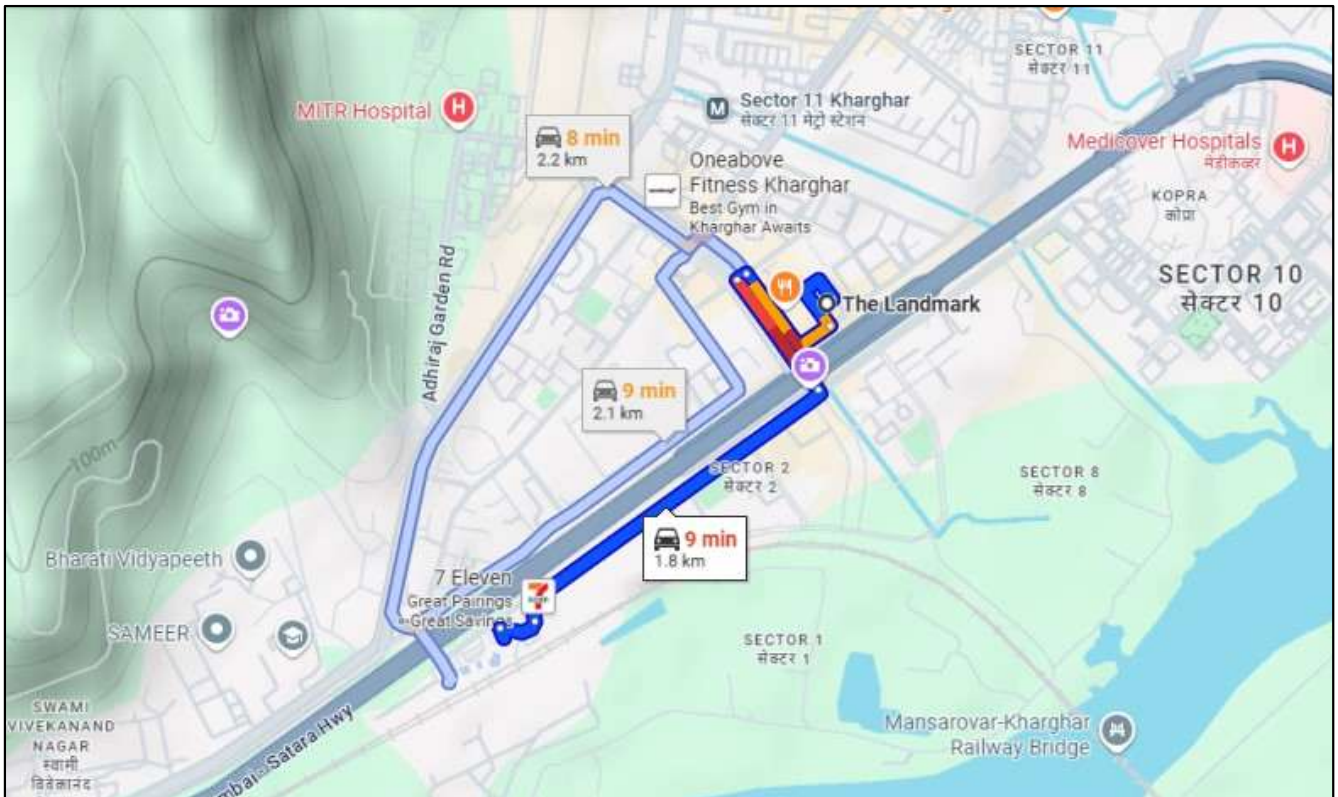 SECTOR 11
सेक्टर 11
MITR Hospital
H
M
Sector 11 Kharghar
सेक्टर 11 मेट्रो स्टेशन
8 min
2.2 km
Medicover Hospitals
मेडीकव्हर
H
Oneabove
Fitness Kharghar
Best Gym in
Kharghar Awaits
KOPRA
कोप्रा
Adhiraj Garden Rd
SECTOR 10
सेक्टर 10
The Landmark
9 min
2.1 km
100m
SECTOR 2
सेक्टर 2
SECTOR 8
सेक्टर 8
9 min
1.8 km
Bharati Vidyapeeth
7 Eleven
Great Pairings
Great Savings
7
SAMEER
SECTOR 1
सेक्टर 1
SWAMI
VIVEKANAND
NAGAR
स्वामी
विवेकानंद
mbai - Satara Hwy
Mansarovar-Kharghar
Railway Bridge